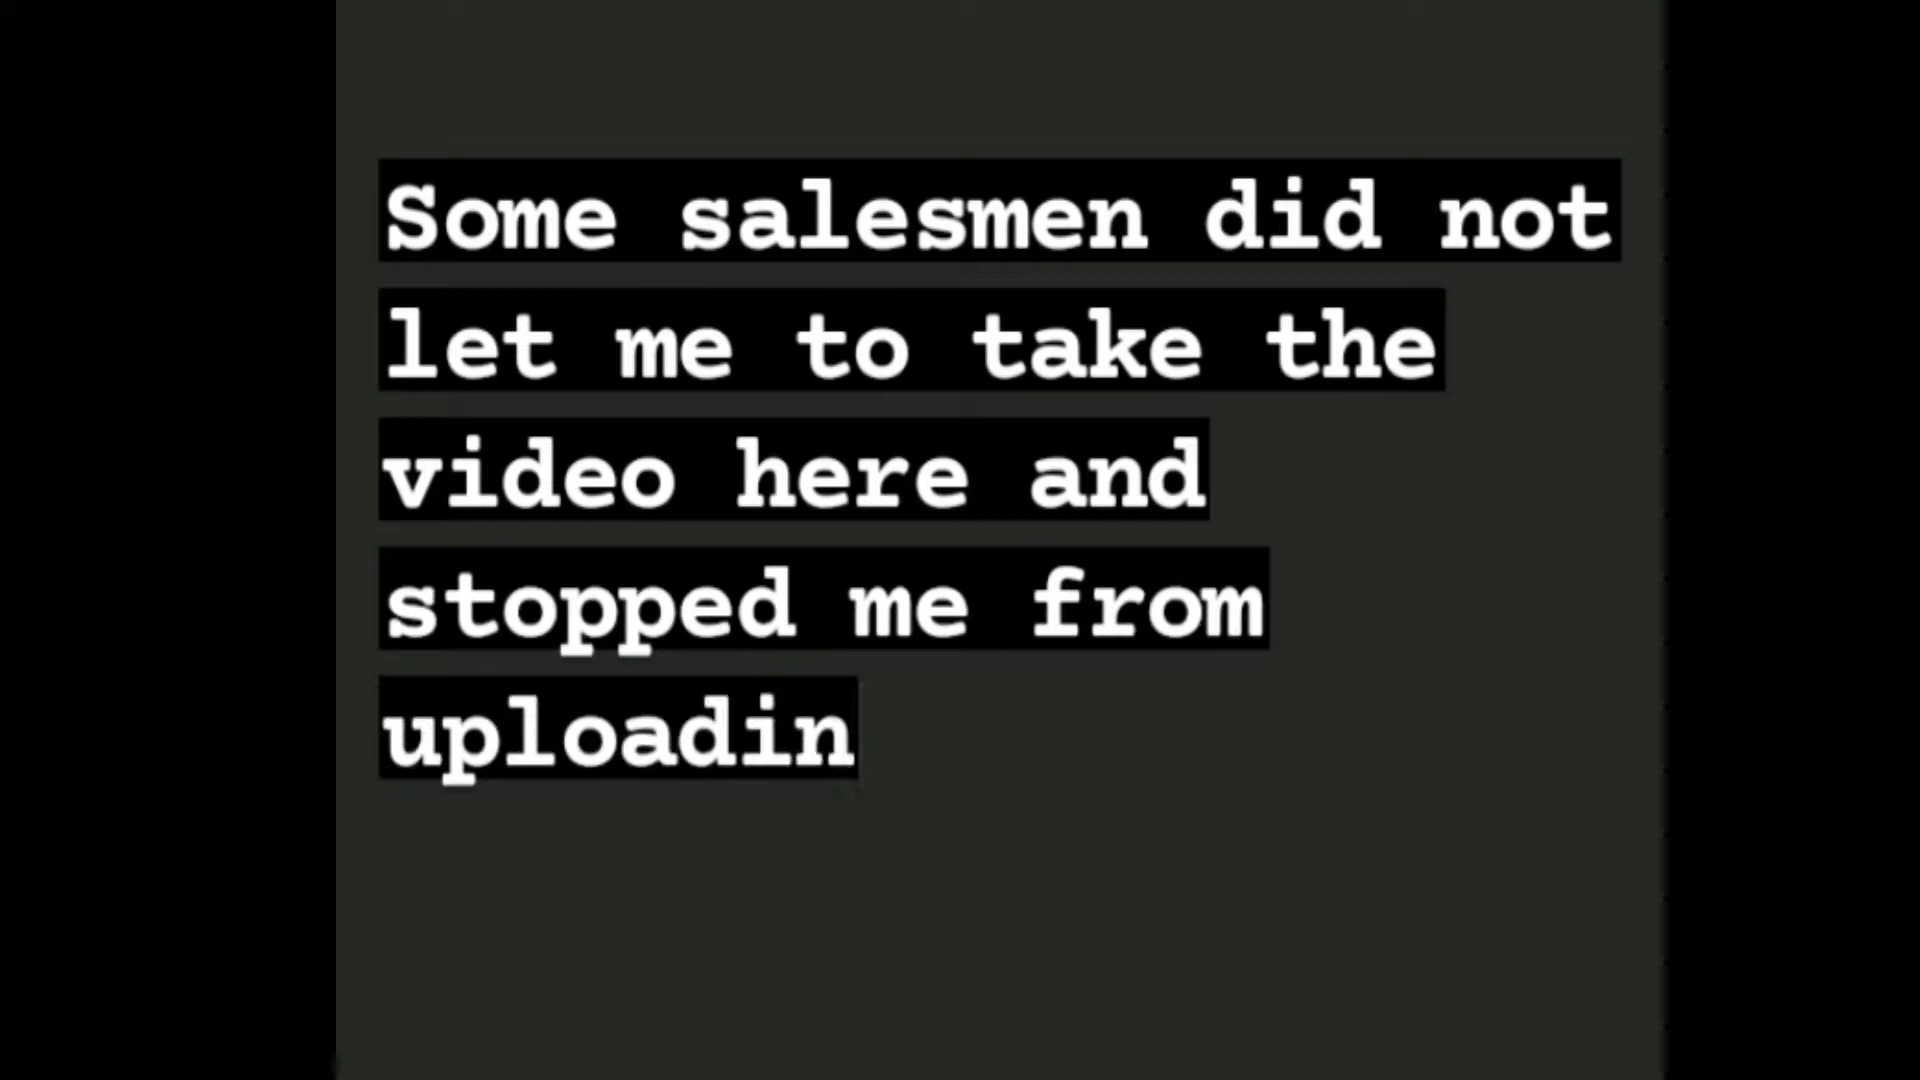 Some salesmen did not
let me to take the
video here and
stopped me from
uploadin